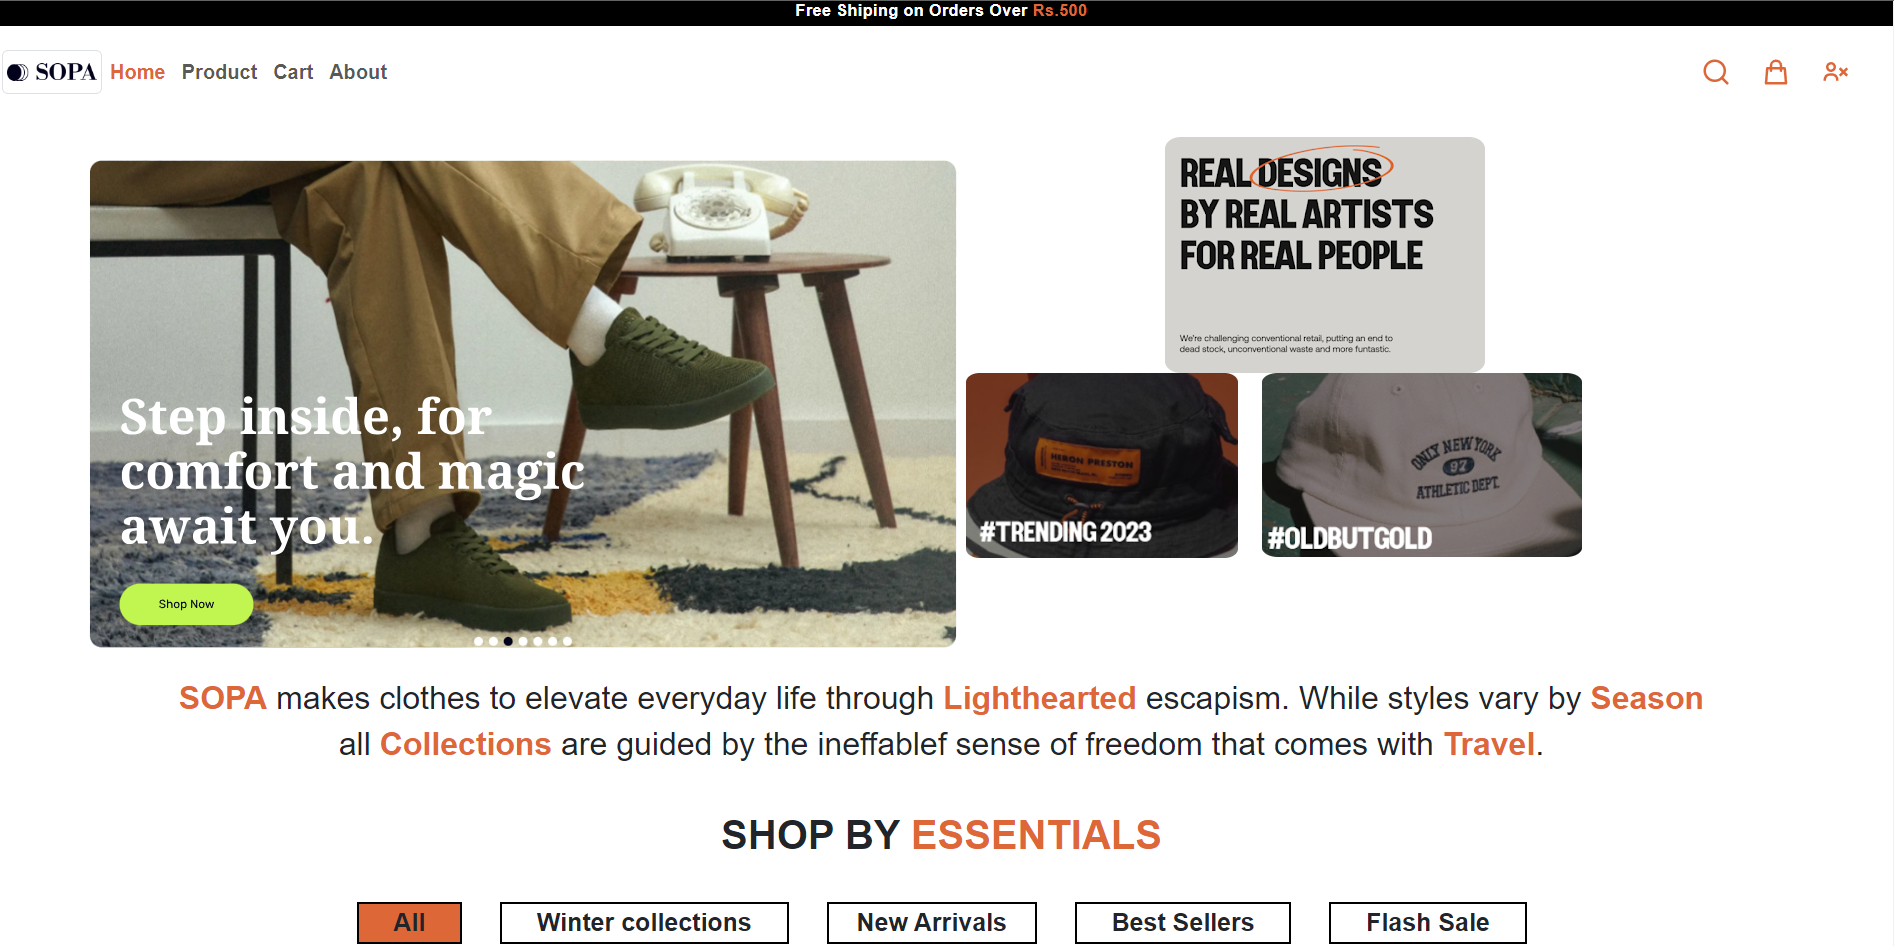 Free Shiping on Orders Over Rs.500
SOPA Home Product Cart About
Step inside, for
comfort and magic
await you.
Shop Now
REAL DESIGNS
BY REAL ARTISTS
FOR REAL PEOPLE
We're challenging conventional retail, putting an end to
dead stock, unconventional waste and more funtastic.
HERON PRESTON
#TRENDING 2023
ONLY NEW YORK
97
ATHLETIC DEPT.
#OLDBUTGOLD
SOPA makes clothes to elevate everyday life through Lighthearted escapism. While styles vary by Season
all Collections are guided by the ineffablef sense of freedom that comes with Travel.
SHOP BY ESSENTIALS
All Winter collections New Arrivals Best Sellers Flash Sale